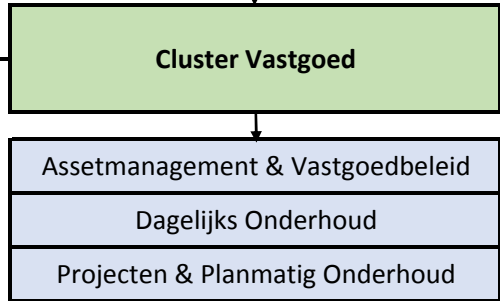 Cluster Vastgoed
Assetmanagement & Vastgoedbeleid
Dagelijks Onderhoud
Projecten & Planmatig Onderhoud